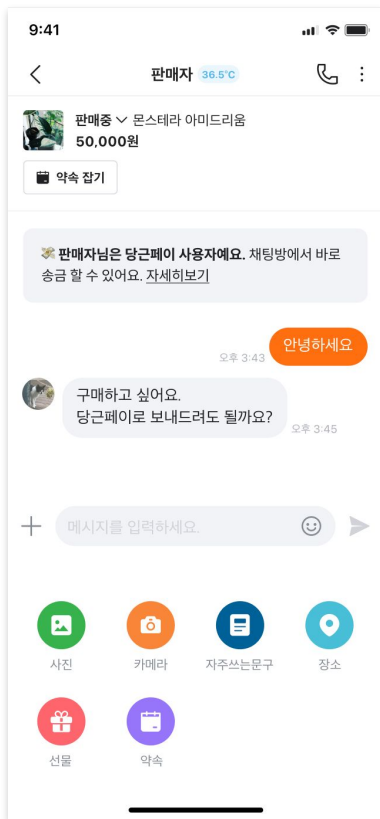 9:41
판매자 36.5°C
판매중 몬스테라 아미드리움
50,000원
약속 잡기
판매자님은 당근페이 사용자예요. 채팅방에서 바로
송금 할 수 있어요. 자세히보기
안녕하세요
오후 3:43
구매하고 싶어요.
당근페이로 보내드려도 될까요?
오후 3:45
메시지를 입력하세요.
사진
카메라
자주쓰는문구
장소
선물
약속